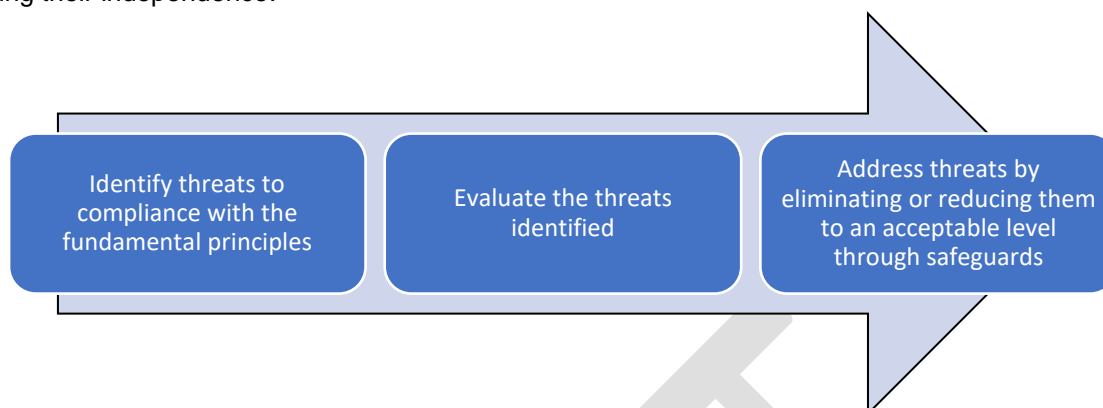 ing their independence.
Identify threats to
compliance with the
fundamental principles
Evaluate the threats
identified
Address threats by
eliminating or reducing them
to an acceptable level
through safeguards